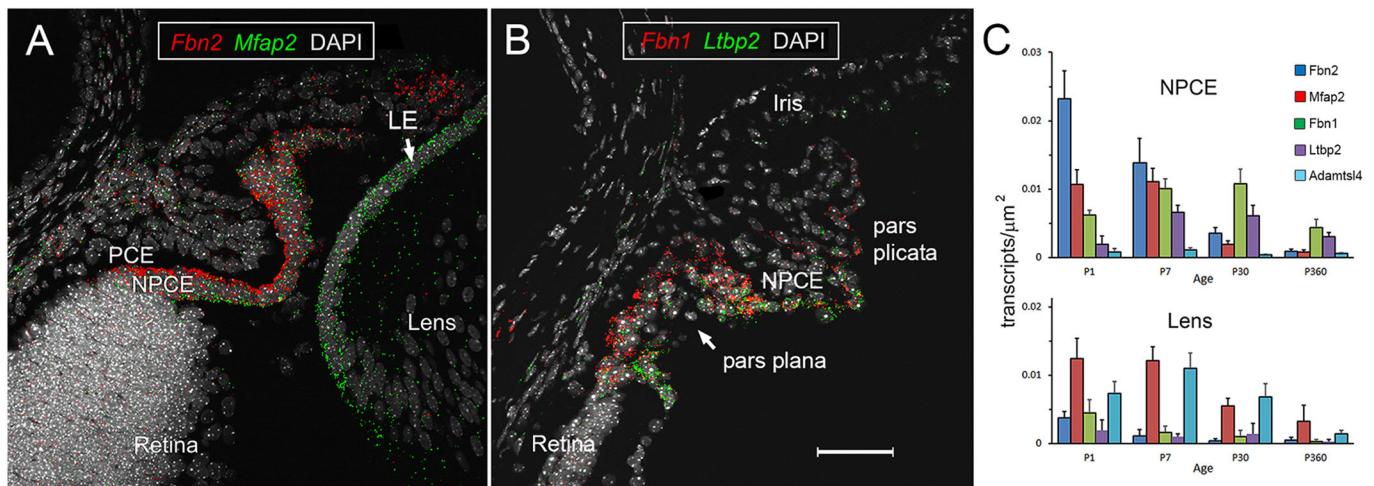 A
Fbn2 Mfap2 DAPI
LE
PCE
NPCE
Lens
Retina
B
Fbn1 Ltbp2 DAPI
Iris
pars
plicata
NPCE
pars plana
Retina
C
transcripts/µm²
NPCE
0.03
0.02
0.01
0
P1 P7 P30 P360
Age
Fbn2
Mfap2
Fbn1
Ltbp2
Adamtsl4
Lens
0.02
0.01
0
P1 P7 P30 P360
Age